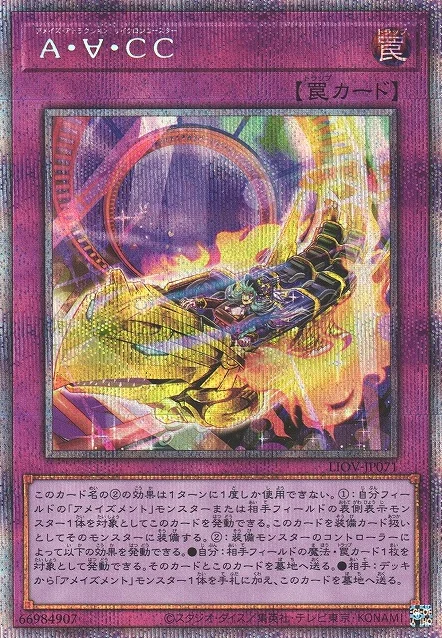 アメイズ・アトラクション・サイクロンコースター
A・∀・CC
トラップ
罠
【罠カード】
LIOV-JP071
このカード名の②の効果は１ターンに１度しか使用できない。①：自分フィー
ルドの「アメイズメント」モンスターまたは相手フィールドの表側表示モン
スター１体を対象としてこのカードを発動できる。このカードを装備カード扱い
としてそのモンスターに装備する。②：装備モンスターのコントローラーに
よって以下の効果を発動できる。●自分：相手フィールドの魔法・罠カード１枚を
対象として発動できる。そのカードとこのカードを墓地へ送る。●相手：デッキ
から「アメイズメント」モンスター１体を手札に加え、このカードを墓地へ送る。
66984907
©スタジオ・ダイス/集英社・テレビ東京・KONAMI